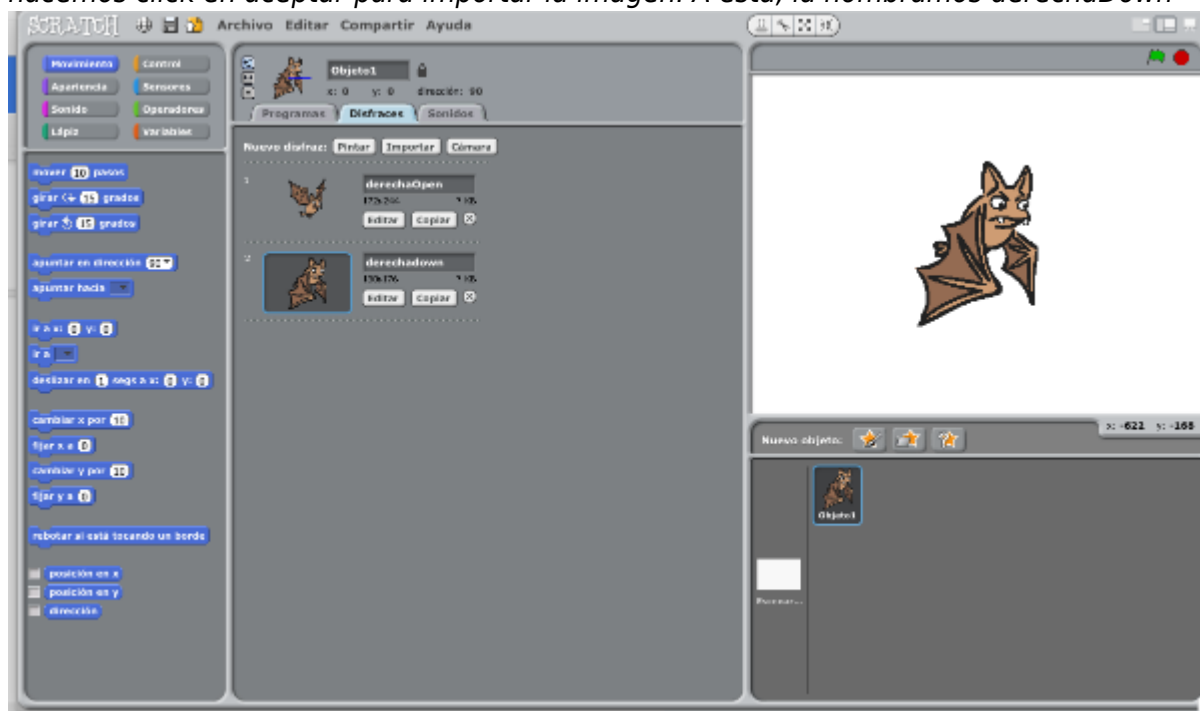 hacemos click en aceptar para importar la imagen. A ésta, la nombramos derechaDown
SCRATCH Archivo Editar Compartir Ayuda
Movimiento Control
Apariencia Sensores
Sonido Operadores
Lápiz Variables
Objeto1
x: 0 y: 0 dirección: 90
Programas Disfraces Sonidos
Nuevo disfraz: Pintar Importar Cámara
1
derechaOpen
Editar Copiar
2
derechadown
Editar Copiar
mover 10 pasos
girar 15 grados
girar 15 grados
apuntar en dirección 90
apuntar hacia
ir a x: 0 y: 0
ir a
deslizar en 1 segs a x: 0 y: 0
cambiar x por 10
fijar x a 0
cambiar y por 10
fijar y a 0
rebotar si está tocando un borde
posición en x
posición en y
dirección
x: -622 y: -168
Nuevo objeto:
Objeto1